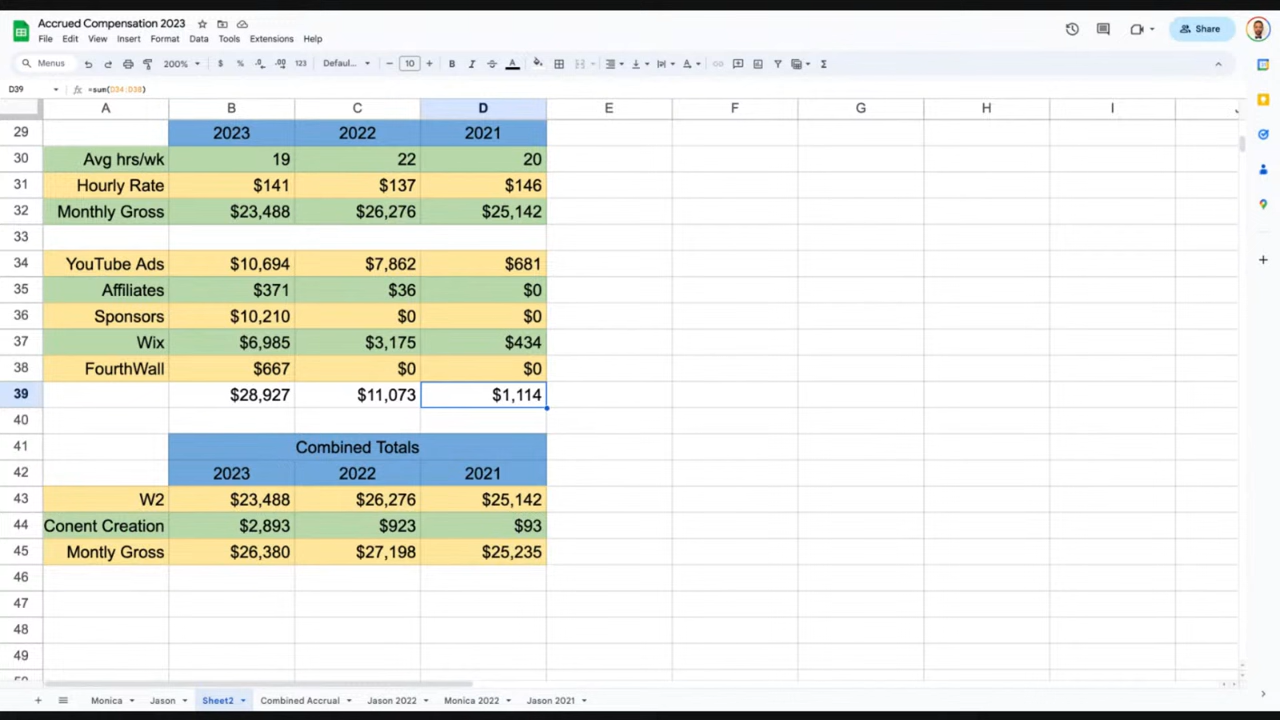 Accrued Compensation 2023
File Edit View Insert Format Data Tools Extensions Help
Share
Menus 200% $ % .0 .00 123 Defaul... − 10 + B I A Σ
D39 fx =sum(D34:D38)
A B C D E F G H I
29 2023 2022 2021
30 Avg hrs/wk 19 22 20
31 Hourly Rate $141 $137 $146
32 Monthly Gross $23,488 $26,276 $25,142
33
34 YouTube Ads $10,694 $7,862 $681
35 Affiliates $371 $36 $0
36 Sponsors $10,210 $0 $0
37 Wix $6,985 $3,175 $434
38 FourthWall $667 $0 $0
39 $28,927 $11,073 $1,114
40
41 Combined Totals
42 2023 2022 2021
43 W2 $23,488 $26,276 $25,142
44 Conent Creation $2,893 $923 $93
45 Montly Gross $26,380 $27,198 $25,235
46
47
48
49
+ Monica Jason Sheet2 Combined Accrual Jason 2022 Monica 2022 Jason 2021